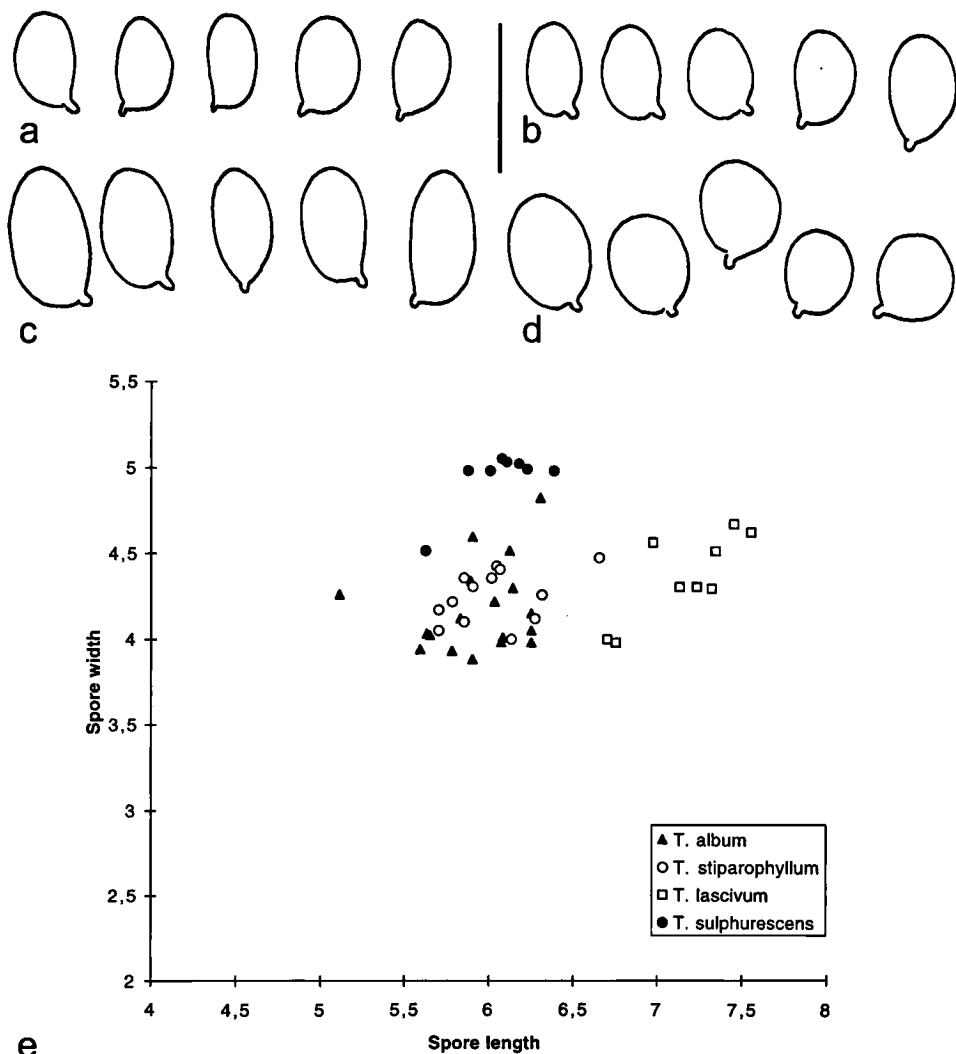 a
b
c
d
5,5
5
4,5
4
3,5
3
2,5
2
Spore width
4 4,5 5 5,5 6 6,5 7 7,5 8
Spore length
T. album
T. stiparophyllum
T. lascivum
T. sulphurescens
e